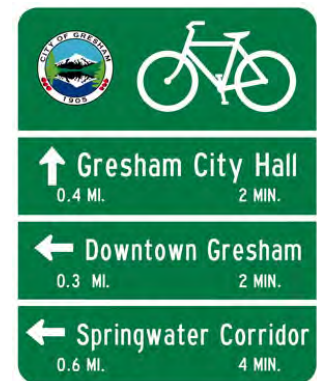 CITY OF GRESHAM
1905
Gresham City Hall
0.4 MI. 2 MIN.
Downtown Gresham
0.3 MI. 2 MIN.
Springwater Corridor
0.6 MI. 4 MIN.